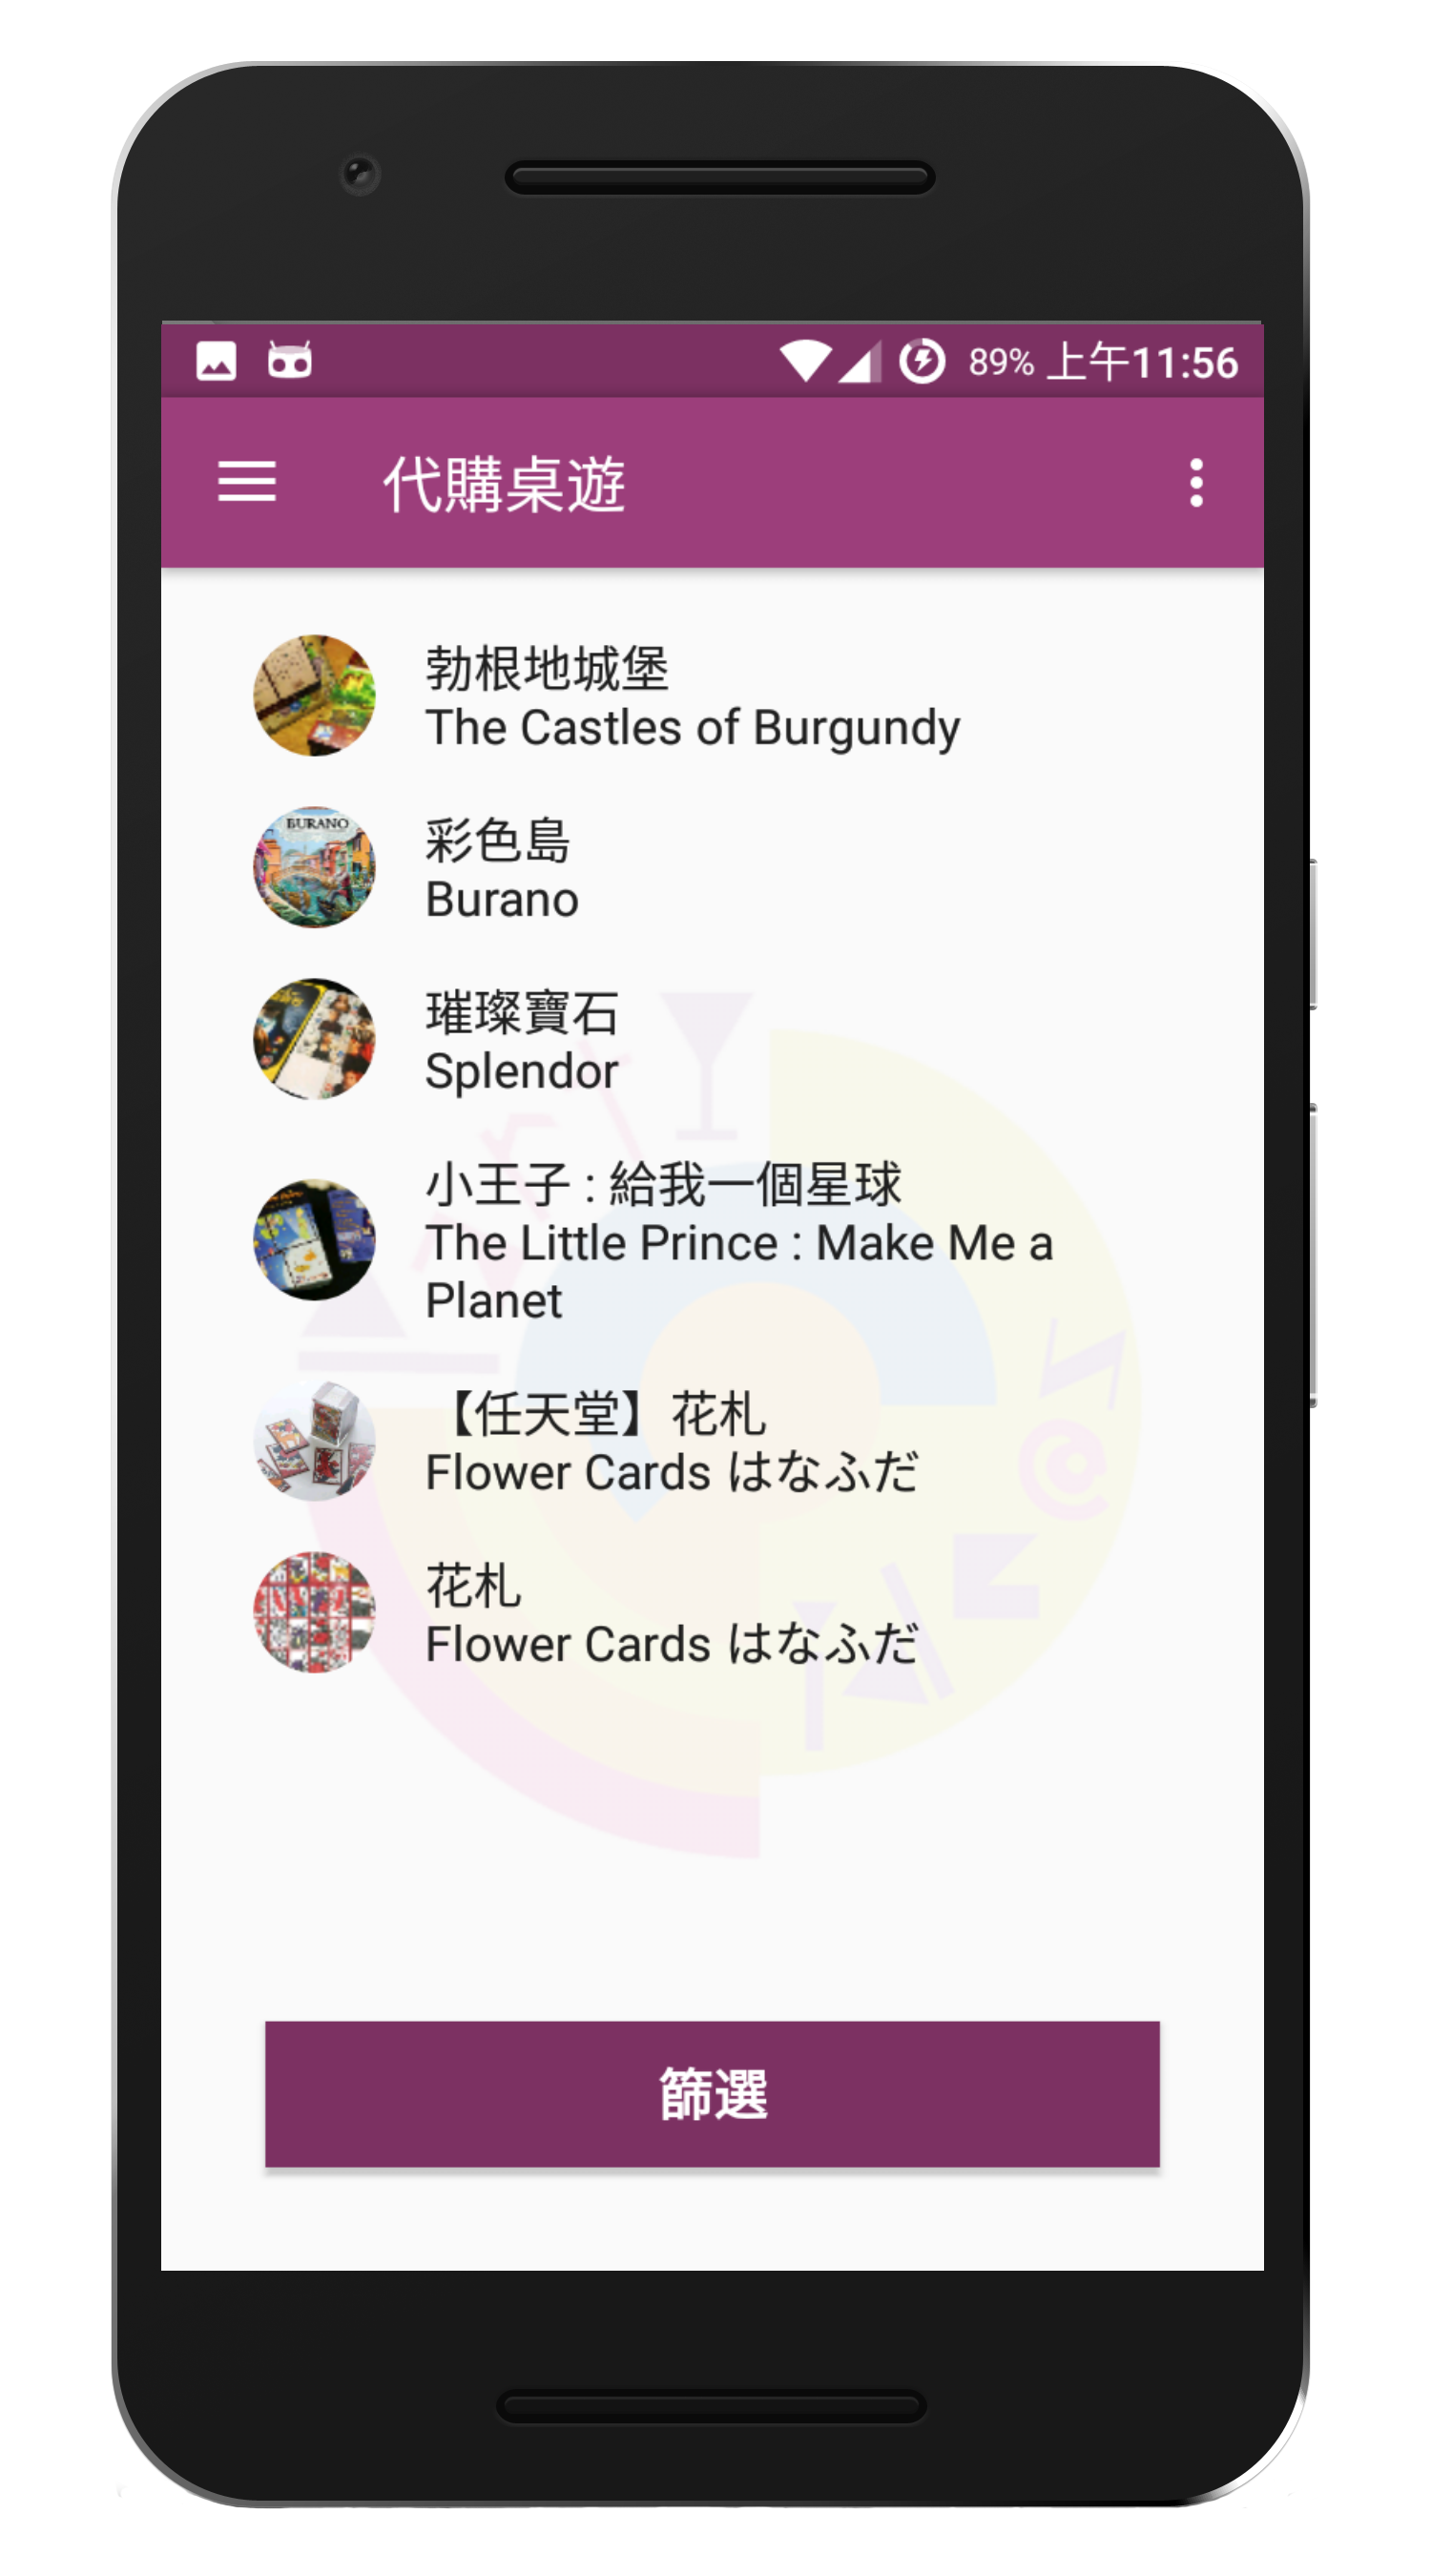 89% 上午11:56
代購桌遊
勃根地城堡
The Castles of Burgundy
BURANO
彩色島
Burano
璀璨寶石
Splendor
小王子 : 給我一個星球
The Little Prince : Make Me a
Planet
【任天堂】花札
Flower Cards はなふだ
花札
Flower Cards はなふだ
篩選